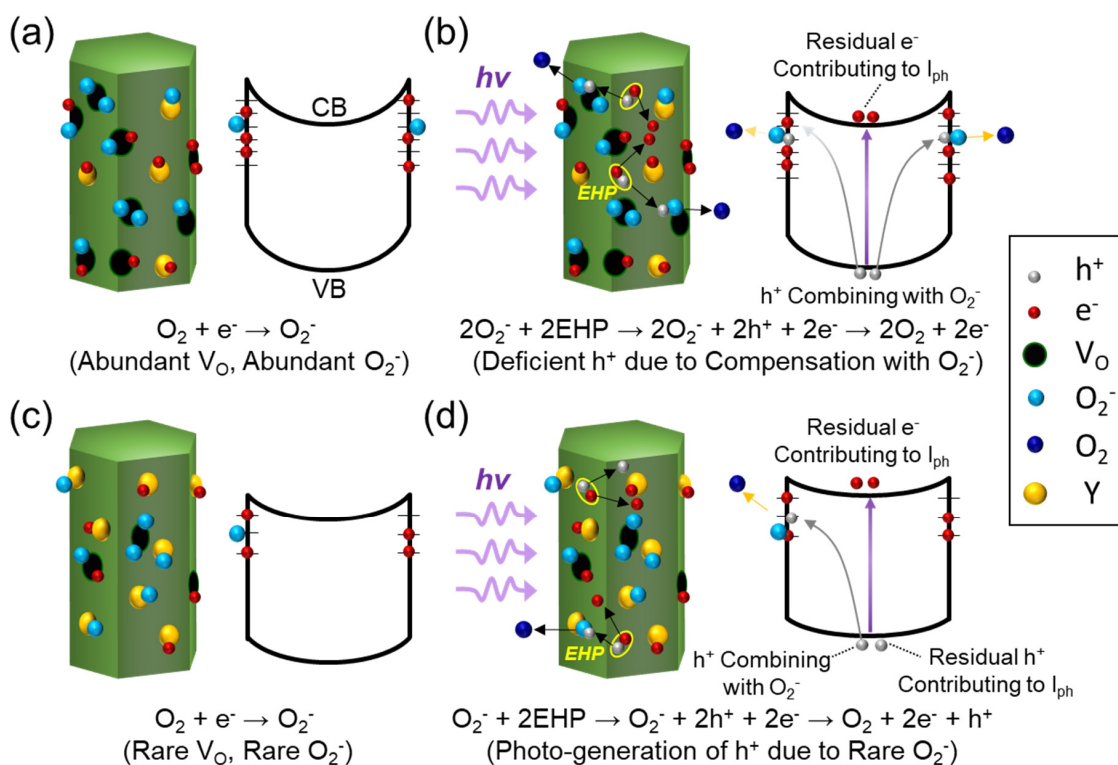 (a)
CB
VB
O₂ + e⁻ → O₂⁻
(Abundant V_O, Abundant O₂⁻)
(b)
hν
EHP
Residual e⁻
Contributing to I_ph
h⁺ Combining with O₂⁻
2O₂⁻ + 2EHP → 2O₂⁻ + 2h⁺ + 2e⁻ → 2O₂ + 2e⁻
(Deficient h⁺ due to Compensation with O₂⁻)
(c)
O₂ + e⁻ → O₂⁻
(Rare V_O, Rare O₂⁻)
(d)
hν
EHP
Residual e⁻
Contributing to I_ph
h⁺ Combining
with O₂⁻
Residual h⁺
Contributing to I_ph
O₂⁻ + 2EHP → O₂⁻ + 2h⁺ + 2e⁻ → O₂ + 2e⁻ + h⁺
(Photo-generation of h⁺ due to Rare O₂⁻)
h⁺
e⁻
V_O
O₂⁻
O₂
Y